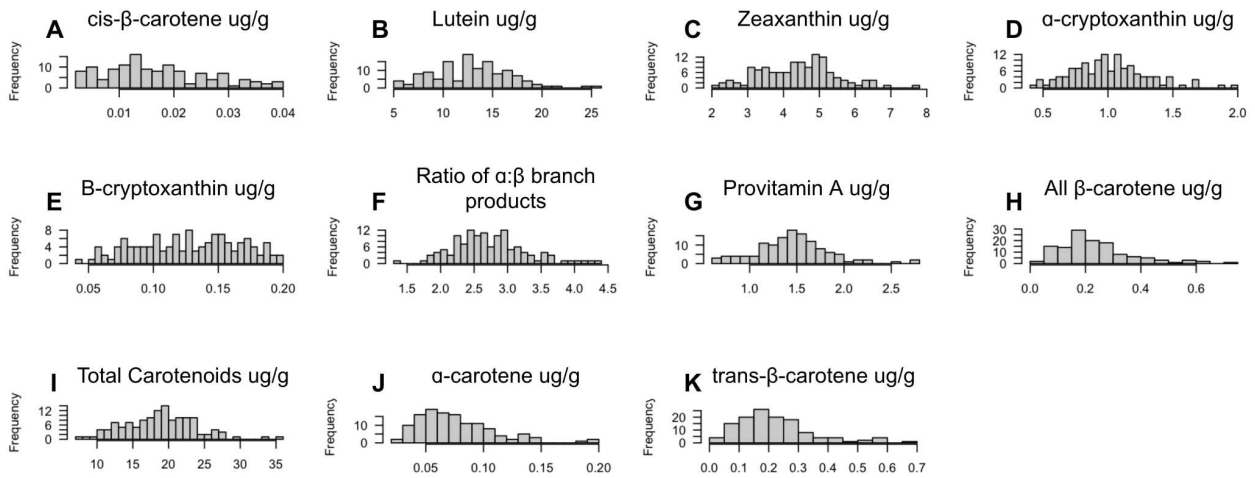 A cis-β-carotene ug/g
Frequency
10
0
0.01 0.02 0.03 0.04
B Lutein ug/g
Frequency
10
0
5 10 15 20 25
C Zeaxanthin ug/g
Frequency
12
6
0
2 3 4 5 6 7 8
D α-cryptoxanthin ug/g
Frequency
12
6
0
0.5 1.0 1.5 2.0
E B-cryptoxanthin ug/g
Frequency
8
4
0
0.05 0.10 0.15 0.20
F Ratio of α:β branch
products
Frequency
12
6
0
1.5 2.0 2.5 3.0 3.5 4.0 4.5
G Provitamin A ug/g
Frequency
10
0
1.0 1.5 2.0 2.5
H All β-carotene ug/g
Frequency
30
20
10
0
0.0 0.2 0.4 0.6
I Total Carotenoids ug/g
Frequency
12
6
0
10 15 20 25 30 35
J α-carotene ug/g
Frequency
10
0
0.05 0.10 0.15 0.20
K trans-β-carotene ug/g
Frequency
20
10
0
0.0 0.1 0.2 0.3 0.4 0.5 0.6 0.7